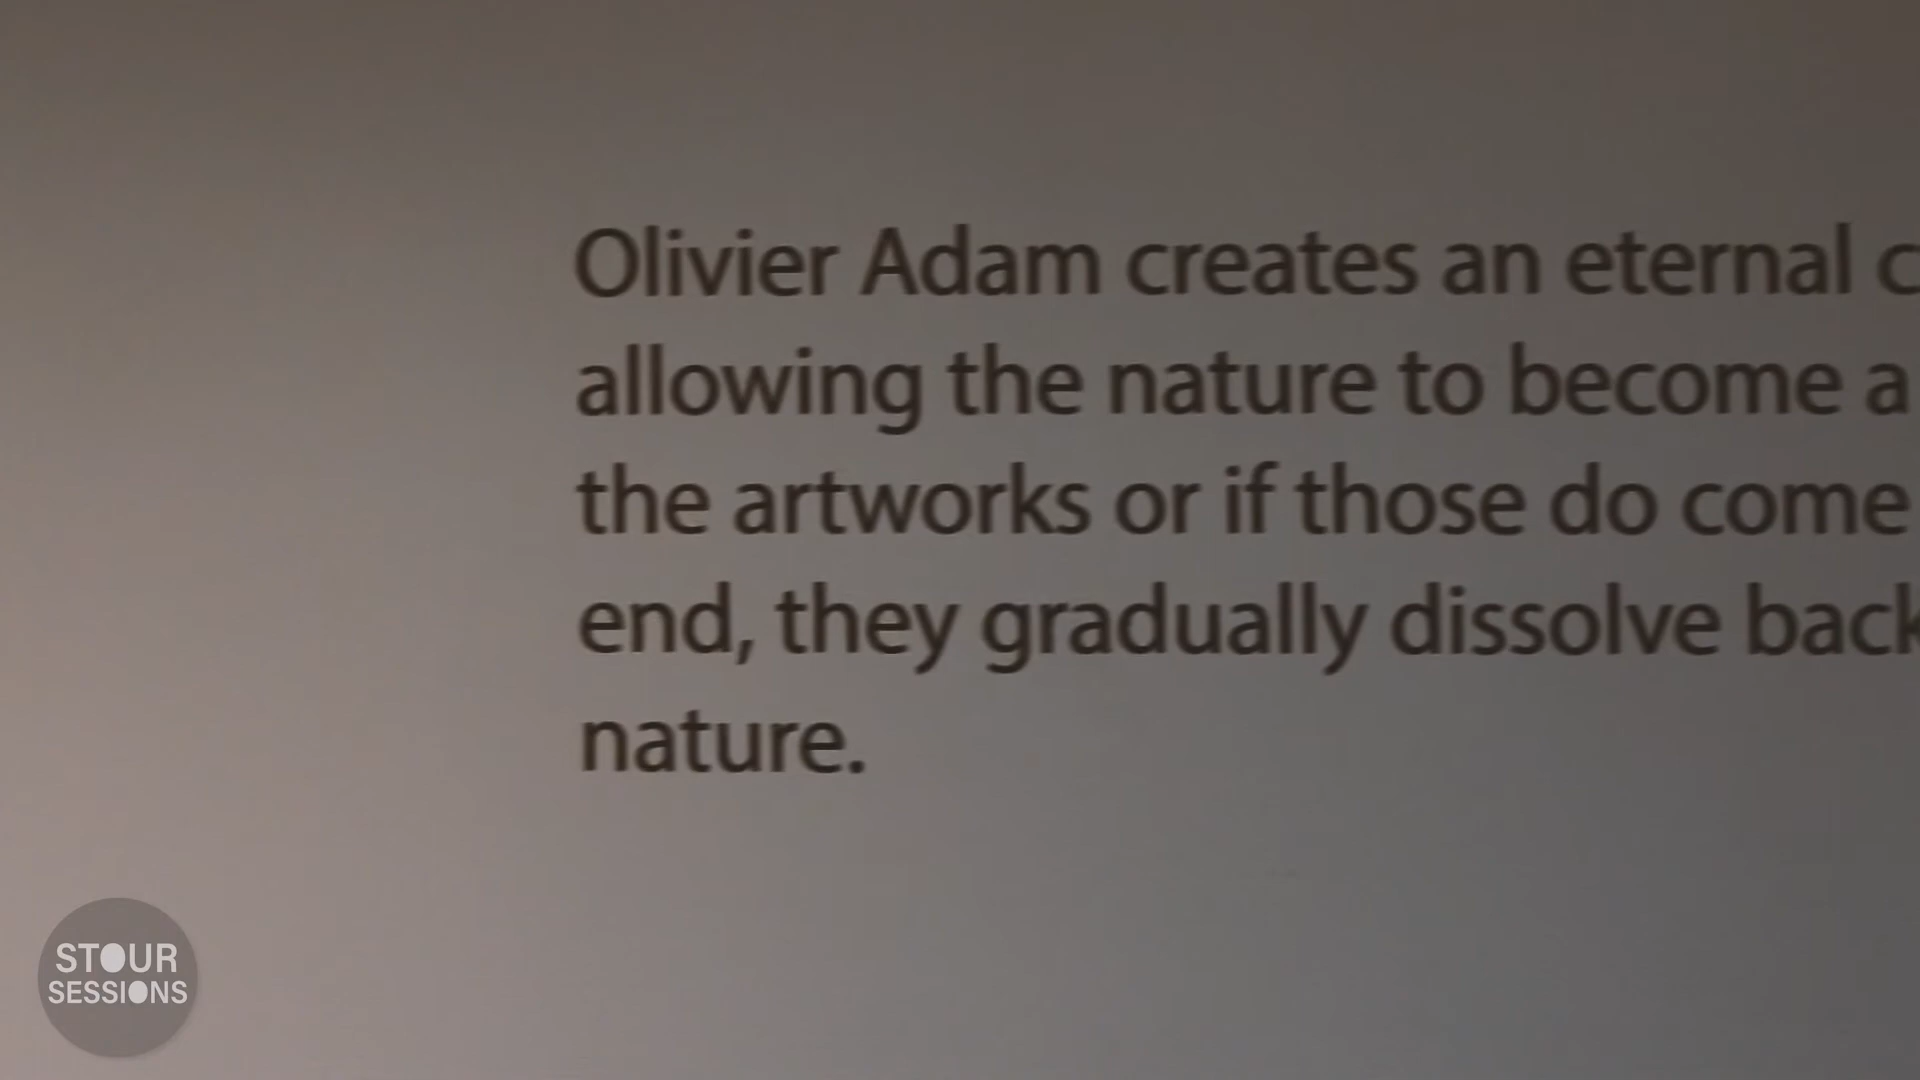 Olivier Adam creates an eternal c
allowing the nature to become a
the artworks or if those do come
end, they gradually dissolve back
nature.
STOUR
SESSIONS